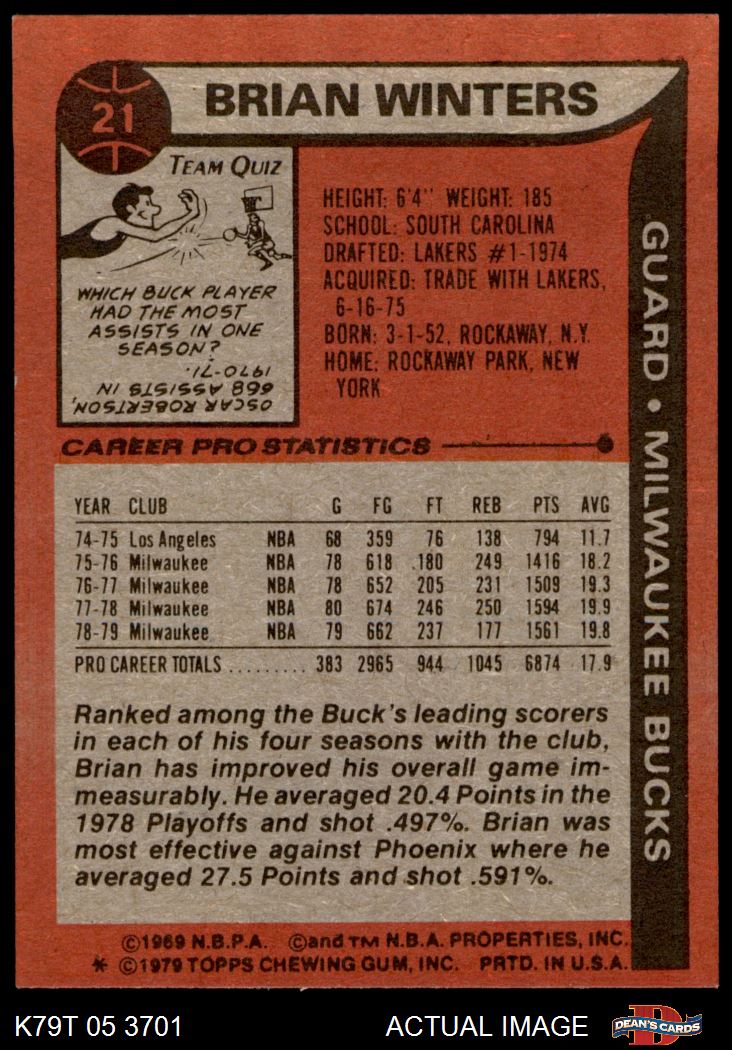 21
BRIAN WINTERS
TEAM QUIZ
WHICH BUCK PLAYER
HAD THE MOST
ASSISTS IN ONE
SEASON?
OSCAR ROBERTSON,
668 ASSISTS IN
1970-71.
HEIGHT: 6'4" WEIGHT: 185
SCHOOL: SOUTH CAROLINA
DRAFTED: LAKERS #1-1974
ACQUIRED: TRADE WITH LAKERS,
6-16-75
BORN: 3-1-52, ROCKAWAY, N.Y.
HOME: ROCKAWAY PARK, NEW
YORK
GUARD • MILWAUKEE BUCKS
CAREER PRO STATISTICS
YEAR CLUB G FG FT REB PTS AVG
74-75 Los Angeles NBA 68 359 76 138 794 11.7
75-76 Milwaukee NBA 78 618 .180 249 1416 18.2
76-77 Milwaukee NBA 78 652 205 231 1509 19.3
77-78 Milwaukee NBA 80 674 246 250 1594 19.9
78-79 Milwaukee NBA 79 662 237 177 1561 19.8
PRO CAREER TOTALS ......... 383 2965 944 1045 6874 17.9
Ranked among the Buck's leading scorers
in each of his four seasons with the club,
Brian has improved his overall game im-
measurably. He averaged 20.4 Points in the
1978 Playoffs and shot .497%. Brian was
most effective against Phoenix where he
averaged 27.5 Points and shot .591%.
©1969 N.B.P.A. ©and TM N.B.A. PROPERTIES, INC.
* ©1979 TOPPS CHEWING GUM, INC. PRTD. IN U.S.A.
K79T 05 3701
ACTUAL IMAGE
D
DEAN'S CARDS